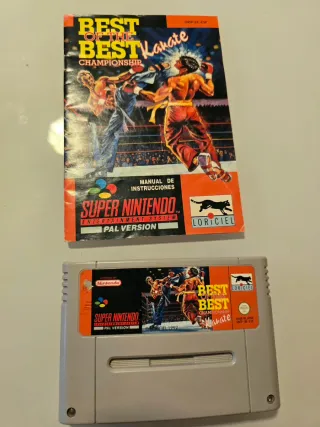 BEST
OF THE
BEST
CHAMPIONSHIP
Karate
MANUAL DE
INSTRUCCIONES
SUPER NINTENDO
ENTERTAINMENT SYSTEM
PAL VERSION
LORICIEL
Nintendo
SUPER NINTENDO
PAL VERSION
BEST
BEST
CHAMPIONSHIP
Karate
LORICIEL